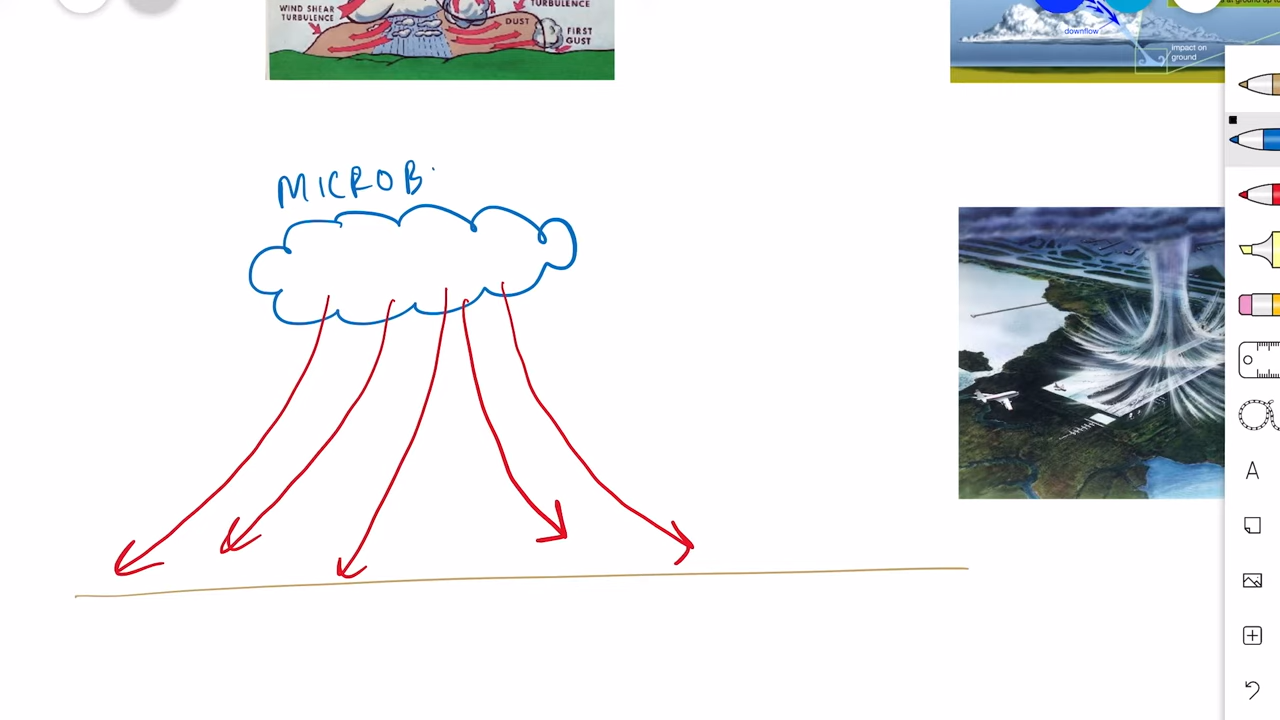 WIND SHEAR
TURBULENCE
TURBULENCE
DUST
FIRST
GUST
downflow
impact on
ground
MICROB
A